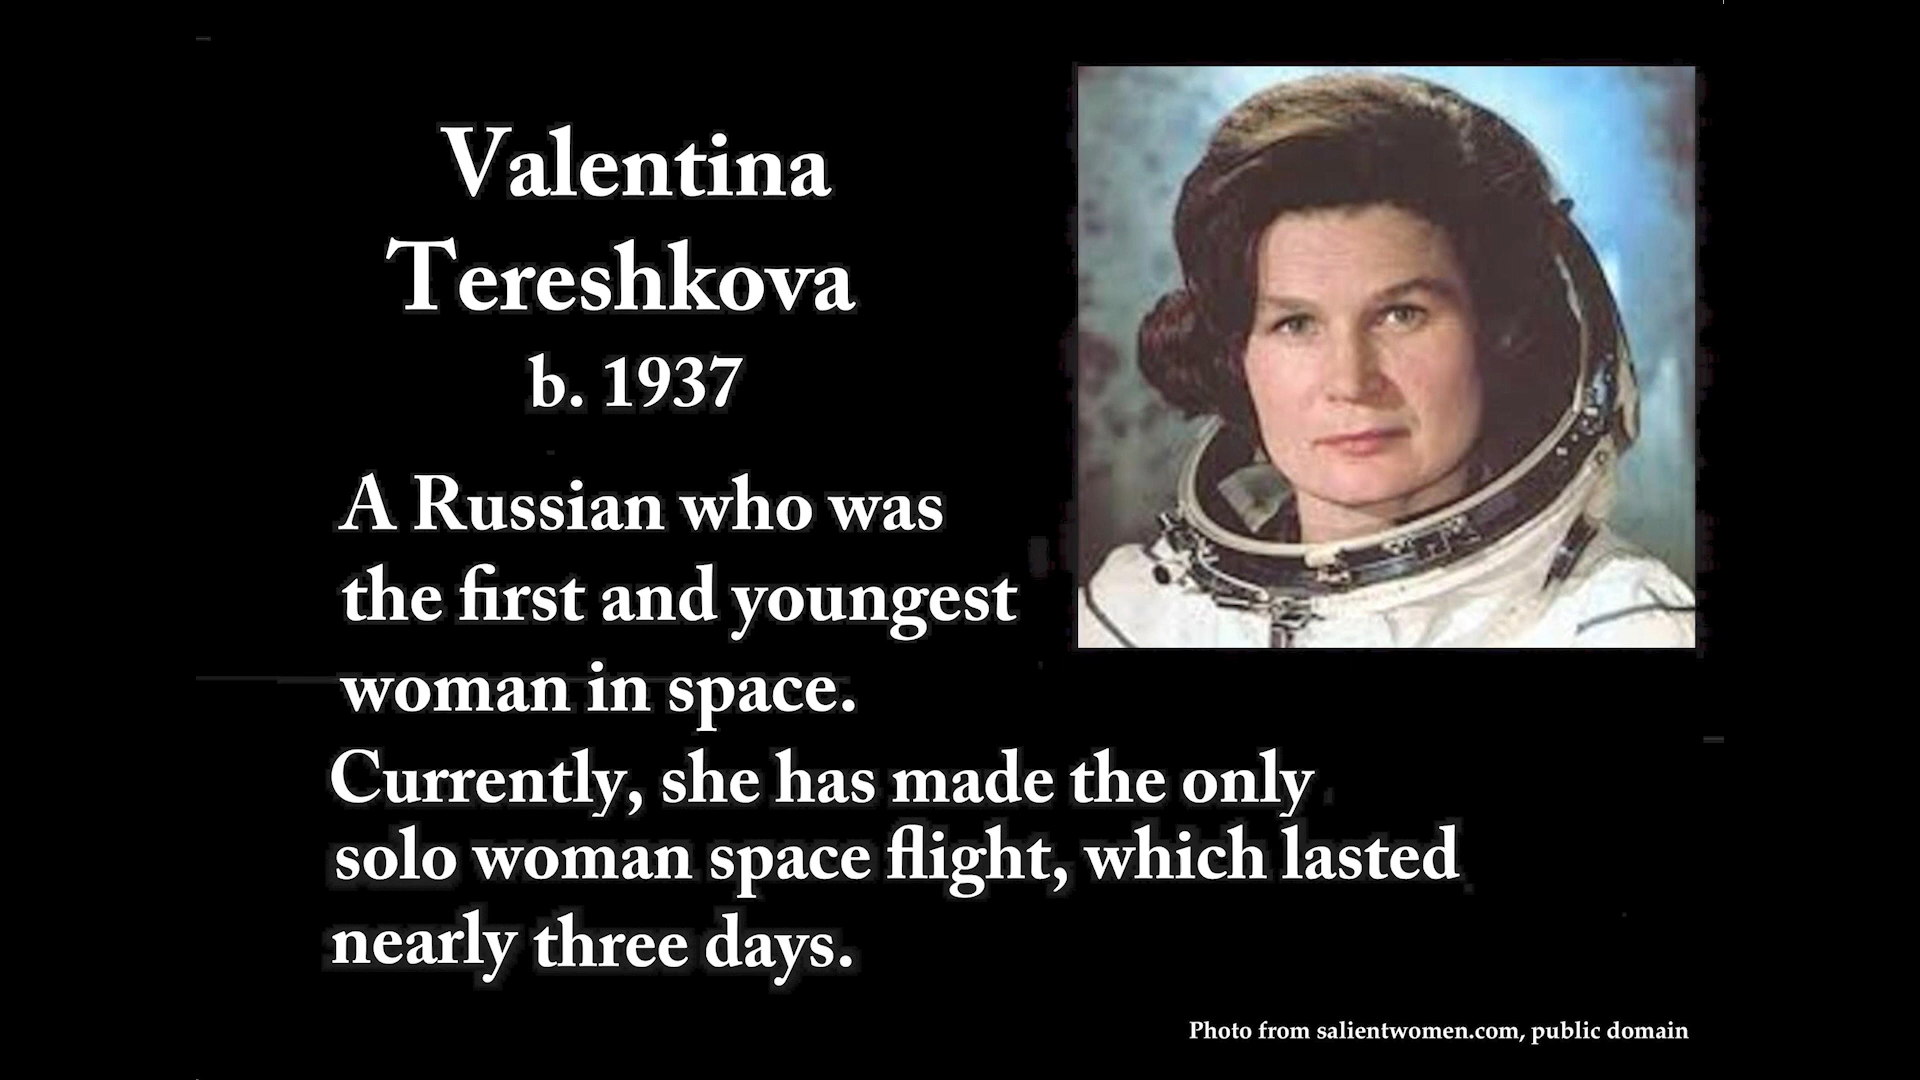 Valentina
Tereshkova
b. 1937
A Russian who was
the first and youngest
woman in space.
Currently, she has made the only
solo woman space flight, which lasted
nearly three days.
Photo from salientwomen.com, public domain